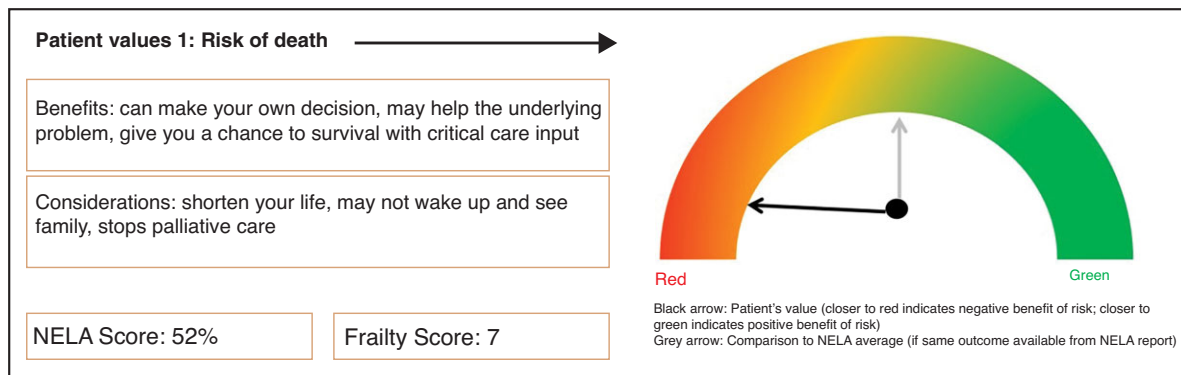 Patient values 1: Risk of death
Benefits: can make your own decision, may help the underlying
problem, give you a chance to survival with critical care input
Considerations: shorten your life, may not wake up and see
family, stops palliative care
NELA Score: 52%
Frailty Score: 7
Red
Green
Black arrow: Patient's value (closer to red indicates negative benefit of risk; closer to
green indicates positive benefit of risk)
Grey arrow: Comparison to NELA average (if same outcome available from NELA report)